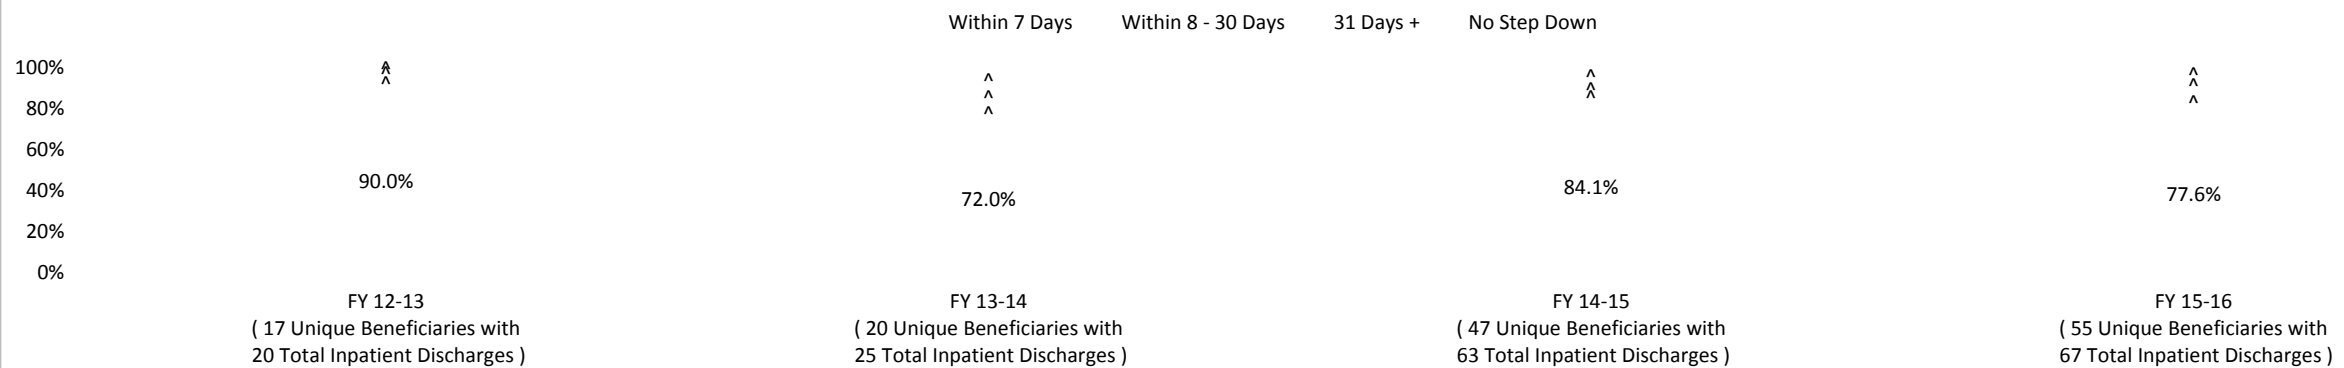 Within 7 Days Within 8 - 30 Days 31 Days + No Step Down
100%
80%
60%
40%
20%
0%
^ ^ ^ ^
^ ^ ^ ^
^ ^ ^ ^
90.0% 72.0% 84.1% 77.6%
FY 12-13 FY 13-14 FY 14-15 FY 15-16
( 17 Unique Beneficiaries with ( 20 Unique Beneficiaries with ( 47 Unique Beneficiaries with ( 55 Unique Beneficiaries with
20 Total Inpatient Discharges ) 25 Total Inpatient Discharges ) 63 Total Inpatient Discharges ) 67 Total Inpatient Discharges )